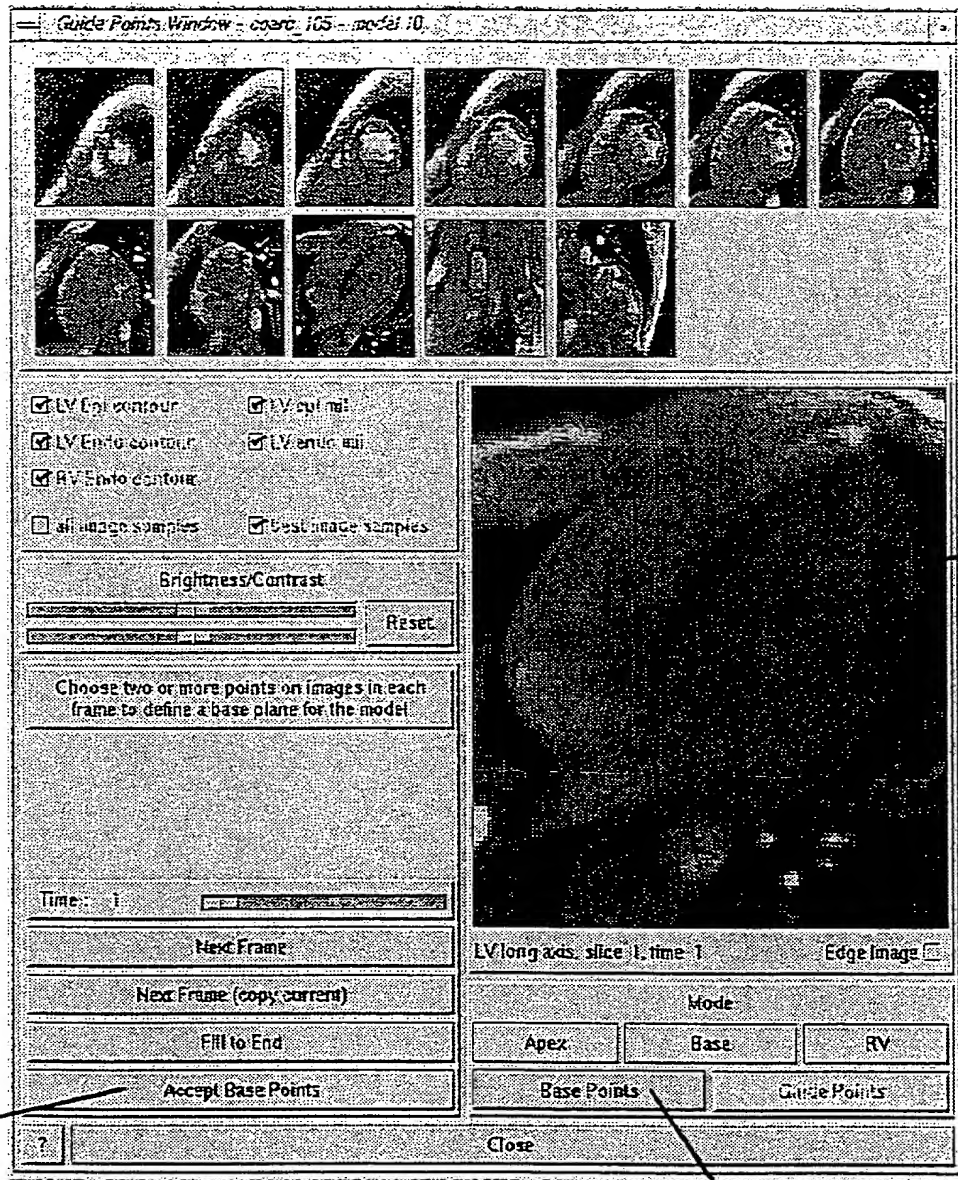 Guide Points Window - coarc_105 - model 10
LV Epi contour
LV epi mii
LV Endo contour
LV endo mii
RV Endo contour
all image samples
best image samples
Brightness/Contrast
Reset
Choose two or more points on images in each
frame to define a base plane for the model
Time : 1
Next Frame
LV long axis, slice 1, time 1
Edge Image
Next Frame (copy current)
Mode
Fill to End
Apex
Base
RV
Accept Base Points
Base Points
Guide Points
?
Close